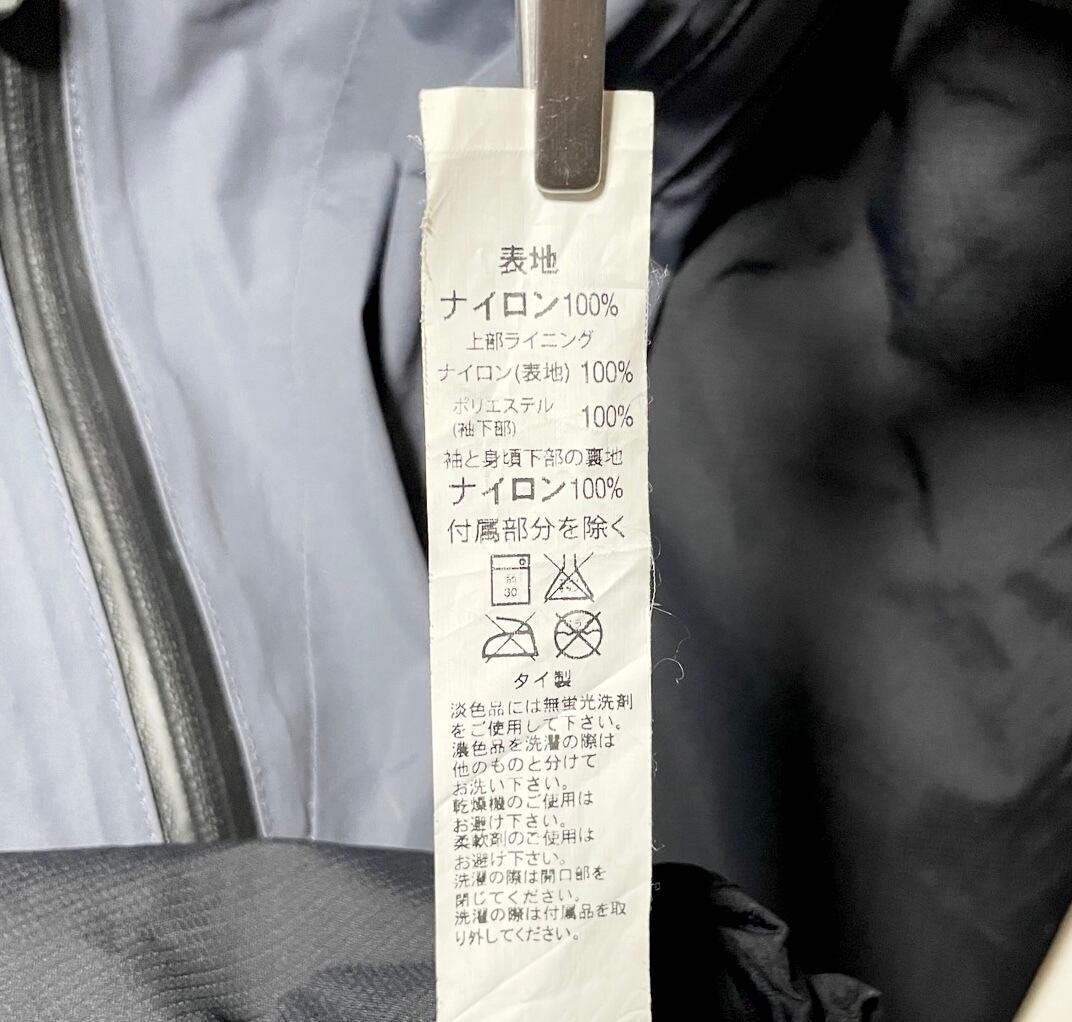 表地
ナイロン100%
上部ライニング
ナイロン(表地) 100%
ポリエステル 100%
(袖下部)
袖と身頃下部の裏地
ナイロン100%
付属部分を除く
30
タイ製
淡色品には無蛍光洗剤
をご使用して下さい。
濃色品を洗濯の際は
他のものと分けて
お洗い下さい。
乾燥機のご使用は
お避け下さい。
柔軟剤のご使用は
お避け下さい。
洗濯の際は開口部を
閉じてください。
洗濯の際は付属品を取
り外してください。